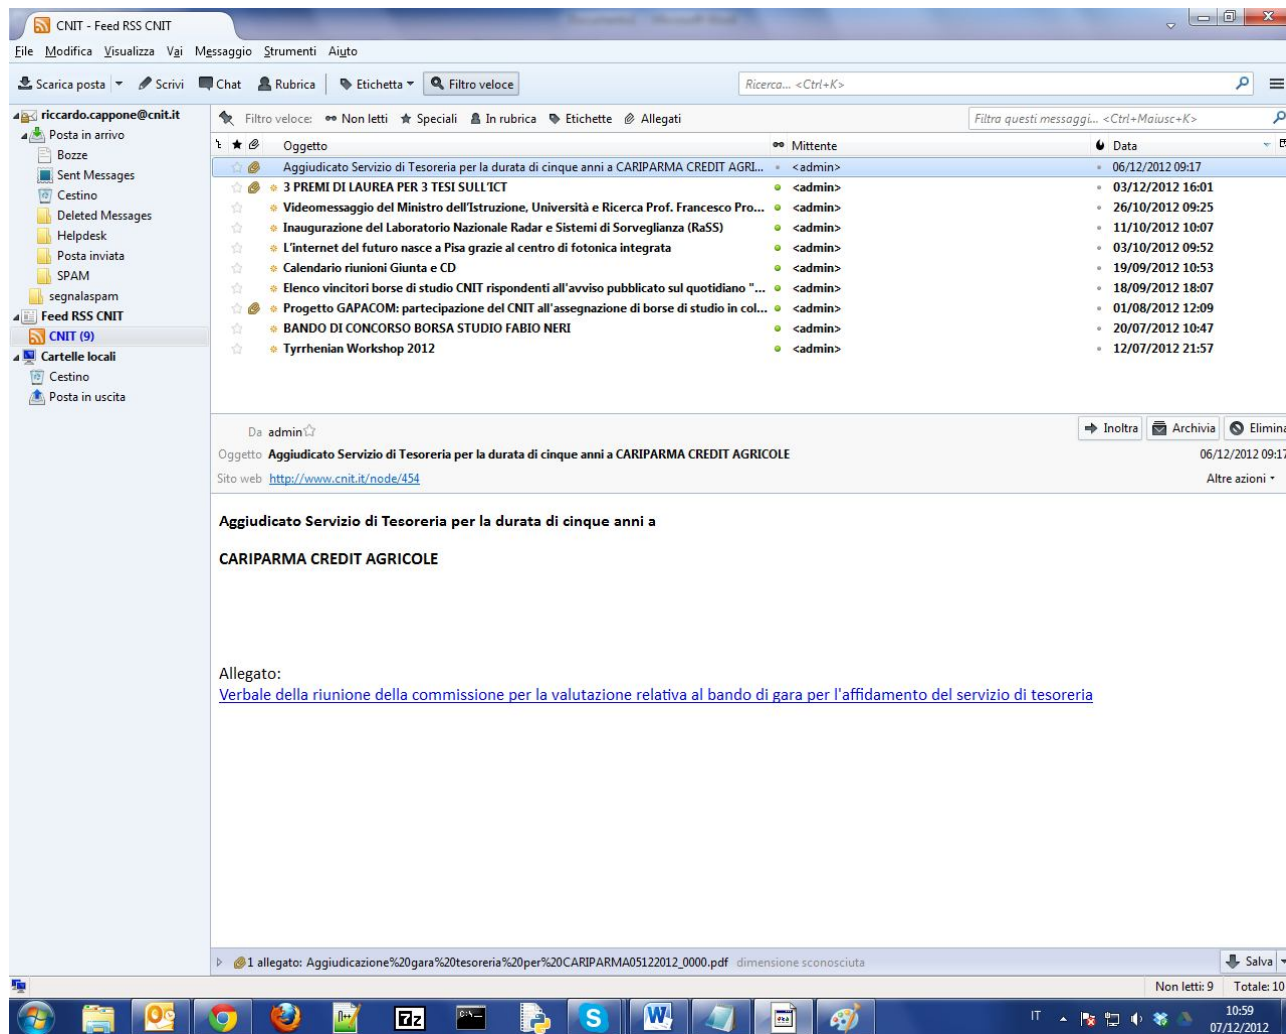 CNIT - Feed RSS CNIT
File Modifica Visualizza Vai Messaggio Strumenti Aiuto
Scarica posta Scrivi Chat Rubrica Etichetta Filtro veloce Ricerca... <Ctrl+K>
riccardo.cappone@cnit.it
Posta in arrivo
Bozze
Sent Messages
Cestino
Deleted Messages
Helpdesk
Posta inviata
SPAM
segnalaspam
Feed RSS CNIT
CNIT (9)
Cartelle locali
Cestino
Posta in uscita
Filtro veloce: Non letti Speciali In rubrica Etichette Allegati Filtra questi messaggi... <Ctrl+Maiusc+K>
Oggetto Mittente Data
Aggiudicato Servizio di Tesoreria per la durata di cinque anni a CARIPARMA CREDIT AGRI... <admin> 06/12/2012 09:17
3 PREMI DI LAUREA PER 3 TESI SULL'ICT <admin> 03/12/2012 16:01
Videomessaggio del Ministro dell'Istruzione, Università e Ricerca Prof. Francesco Pro... <admin> 26/10/2012 09:25
Inaugurazione del Laboratorio Nazionale Radar e Sistemi di Sorveglianza (RaSS) <admin> 11/10/2012 10:07
L'internet del futuro nasce a Pisa grazie al centro di fotonica integrata <admin> 03/10/2012 09:52
Calendario riunioni Giunta e CD <admin> 19/09/2012 10:53
Elenco vincitori borse di studio CNIT rispondenti all'avviso pubblicato sul quotidiano "... <admin> 18/09/2012 18:07
Progetto GAPACOM: partecipazione del CNIT all'assegnazione di borse di studio in col... <admin> 01/08/2012 12:09
BANDO DI CONCORSO BORSA STUDIO FABIO NERI <admin> 20/07/2012 10:47
Tyrrhenian Workshop 2012 <admin> 12/07/2012 21:57
Da admin Inoltra Archivia Elimina
Oggetto Aggiudicato Servizio di Tesoreria per la durata di cinque anni a CARIPARMA CREDIT AGRICOLE 06/12/2012 09:17
Sito web http://www.cnit.it/node/454 Altre azioni
Aggiudicato Servizio di Tesoreria per la durata di cinque anni a
CARIPARMA CREDIT AGRICOLE
Allegato:
Verbale della riunione della commissione per la valutazione relativa al bando di gara per l'affidamento del servizio di tesoreria
1 allegato: Aggiudicazione%20gara%20tesoreria%20per%20CARIPARMA05122012_0000.pdf dimensione sconosciuta Salva
Non letti: 9 Totale: 10
7z C:\ S W IT 10:59
07/12/2012